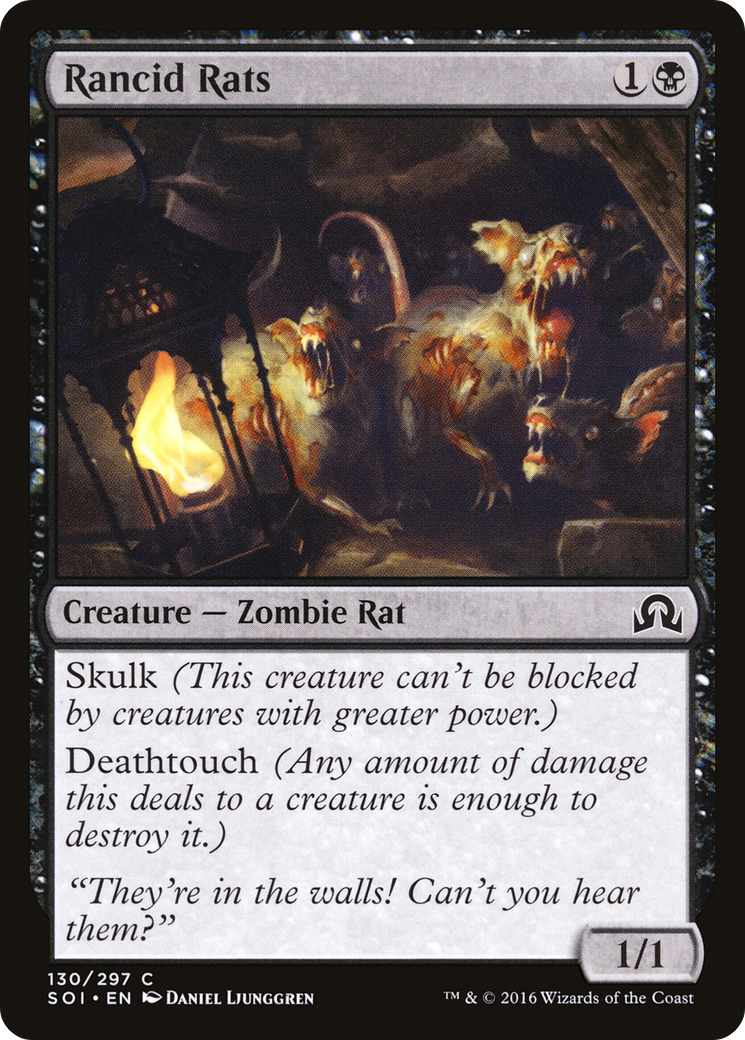 Rancid Rats
1
Creature — Zombie Rat
Skulk (This creature can't be blocked
by creatures with greater power.)
Deathtouch (Any amount of damage
this deals to a creature is enough to
destroy it.)
"They're in the walls! Can't you hear
them?"
1/1
130/297 C
SOI • EN Daniel Ljunggren
™ & © 2016 Wizards of the Coast